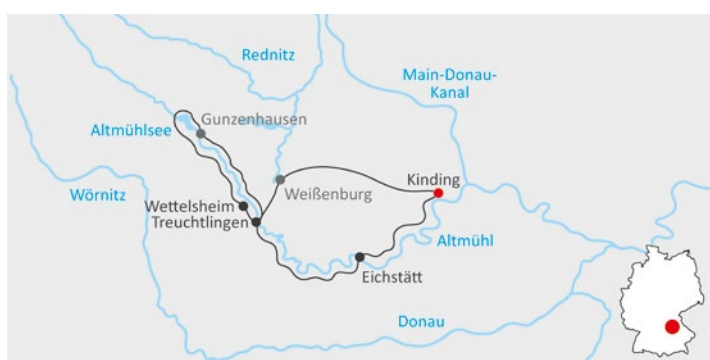 Rednitz
Main-Donau-
Kanal
Gunzenhausen
Altmühlsee
Kinding
Wörnitz
Weißenburg
Wettelsheim
Treuchtlingen
Altmühl
Eichstätt
Donau